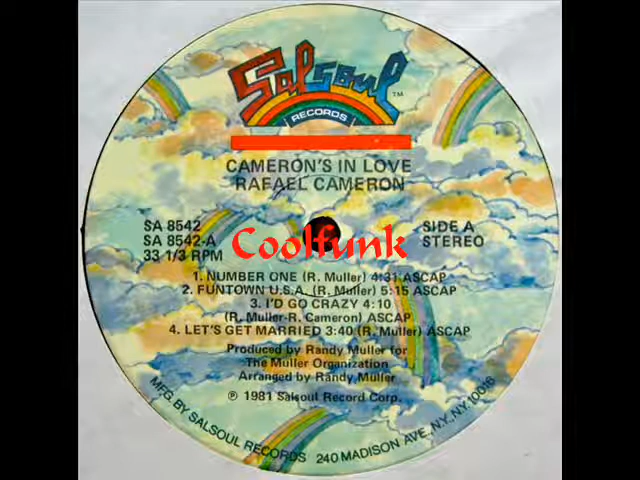 Salsoul
TM
RECORDS
CAMERON'S IN LOVE
RAFAEL CAMERON
SA 8542
SA 8542-A
33 1/3 RPM
SIDE A
STEREO
Coolfunk
1. NUMBER ONE (R. Muller) 4:31 ASCAP
2. FUNTOWN U.S.A. (R. Muller) 5:15 ASCAP
3. I'D GO CRAZY 4:10
(R. Muller-R. Cameron) ASCAP
4. LET'S GET MARRIED 3:40 (R. Muller) ASCAP
Produced by Randy Muller for
The Muller Organization
Arranged by Randy Muller
℗ 1981 Salsoul Record Corp.
MFG. BY SALSOUL RECORDS 240 MADISON AVE. N.Y., N.Y. 10016